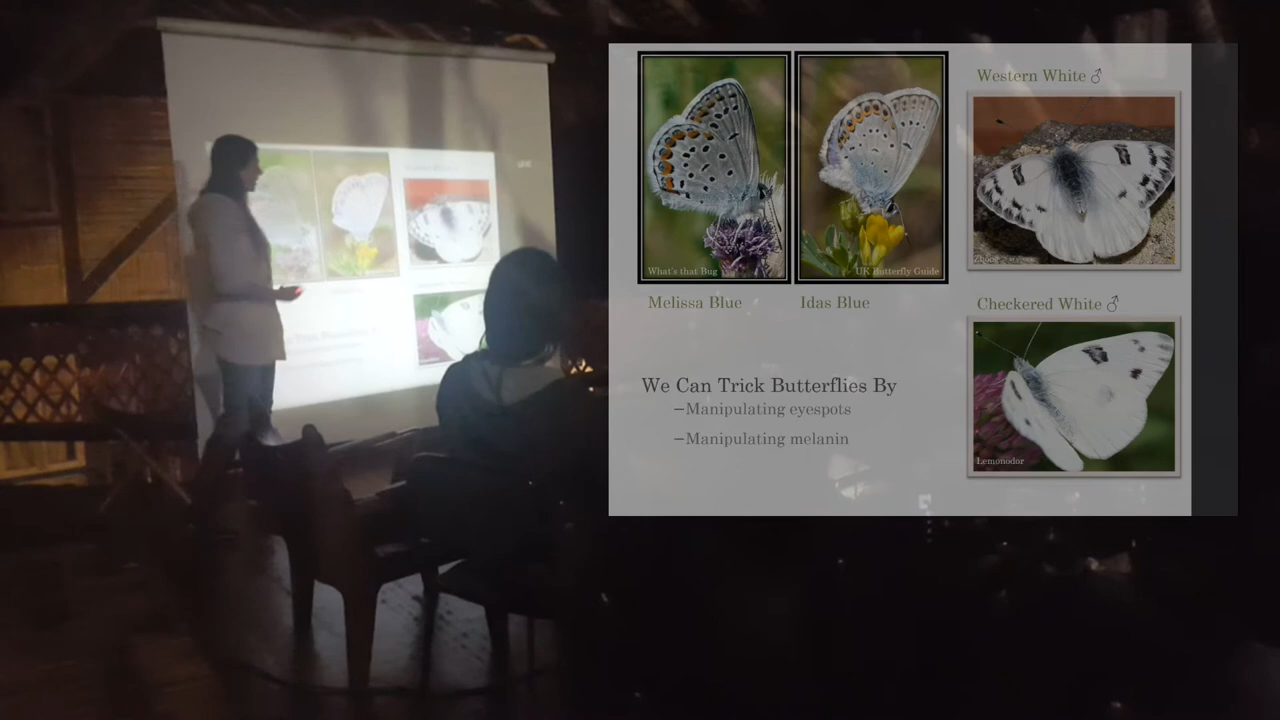 Western White ♂
What's that Bug
UK Butterfly Guide
Melissa Blue
Idas Blue
Checkered White ♂
We Can Trick Butterflies By
–Manipulating eyespots
–Manipulating melanin
Lemonodor